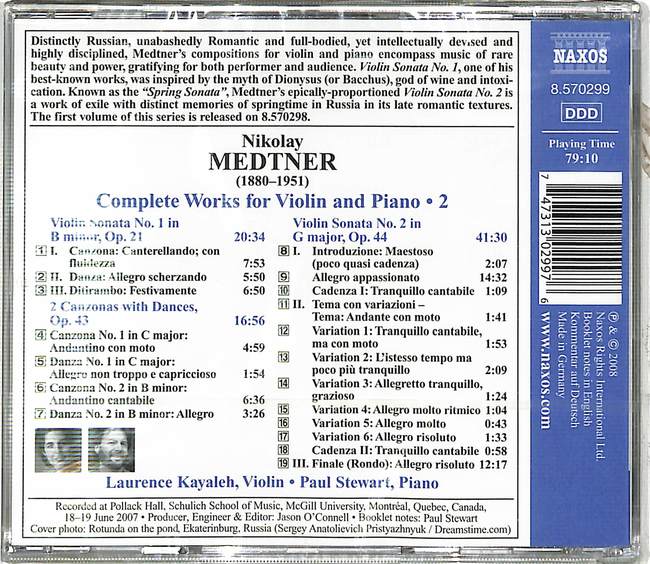 Distinctly Russian, unabashedly Romantic and full-bodied, yet intellectually devised and
highly disciplined, Medtner's compositions for violin and piano encompass music of rare
beauty and power, gratifying for both performer and audience. Violin Sonata No. 1, one of his
best-known works, was inspired by the myth of Dionysus (or Bacchus), god of wine and intoxi-
cation. Known as the “Spring Sonata”, Medtner's epically-proportioned Violin Sonata No. 2 is
a work of exile with distinct memories of springtime in Russia in its late romantic textures.
The first volume of this series is released on 8.570298.
Nikolay
MEDTNER
(1880–1951)
Complete Works for Violin and Piano • 2
Violin Sonata No. 1 in
B minor, Op. 21 20:34
1 I. Canzona: Canterellando; con
fluidezza 7:53
2 II. Danza: Allegro scherzando 5:50
3 III. Ditirambo: Festivamente 6:50
2 Canzonas with Dances,
Op. 43 16:56
4 Canzona No. 1 in C major:
Andantino con moto 4:59
5 Danza No. 1 in C major:
Allegro non troppo e capriccioso 1:54
6 Canzona No. 2 in B minor:
Andantino cantabile 6:36
7 Danza No. 2 in B minor: Allegro 3:26
Violin Sonata No. 2 in
G major, Op. 44 41:30
8 I. Introduzione: Maestoso
(poco quasi cadenza) 2:07
9 Allegro appassionato 14:32
10 Cadenza I: Tranquillo cantabile 1:09
11 II. Tema con variazioni –
Tema: Andante con moto 1:41
12 Variation 1: Tranquillo cantabile,
ma con moto 1:53
13 Variation 2: L'istesso tempo ma
poco più tranquillo 2:09
14 Variation 3: Allegretto tranquillo,
grazioso 1:24
15 Variation 4: Allegro molto ritmico 1:04
16 Variation 5: Allegro molto 0:43
17 Variation 6: Allegro risoluto 1:33
18 Cadenza II: Tranquillo cantabile 0:58
19 III. Finale (Rondo): Allegro risoluto 12:17
Laurence Kayaleh, Violin • Paul Stewart, Piano
Recorded at Pollack Hall, Schulich School of Music, McGill University, Montréal, Quebec, Canada,
18–19 June 2007 • Producer, Engineer & Editor: Jason O'Connell • Booklet notes: Paul Stewart
Cover photo: Rotunda on the pond, Ekaterinburg, Russia (Sergey Anatolievich Pristyazhnyuk / Dreamstime.com)
NAXOS
8.570299
DDD
Playing Time
79:10
7 47313 02997 6
℗ & © 2008
Naxos Rights International Ltd.
Booklet notes in English
Kommentar auf Deutsch
Made in Germany
www.naxos.com